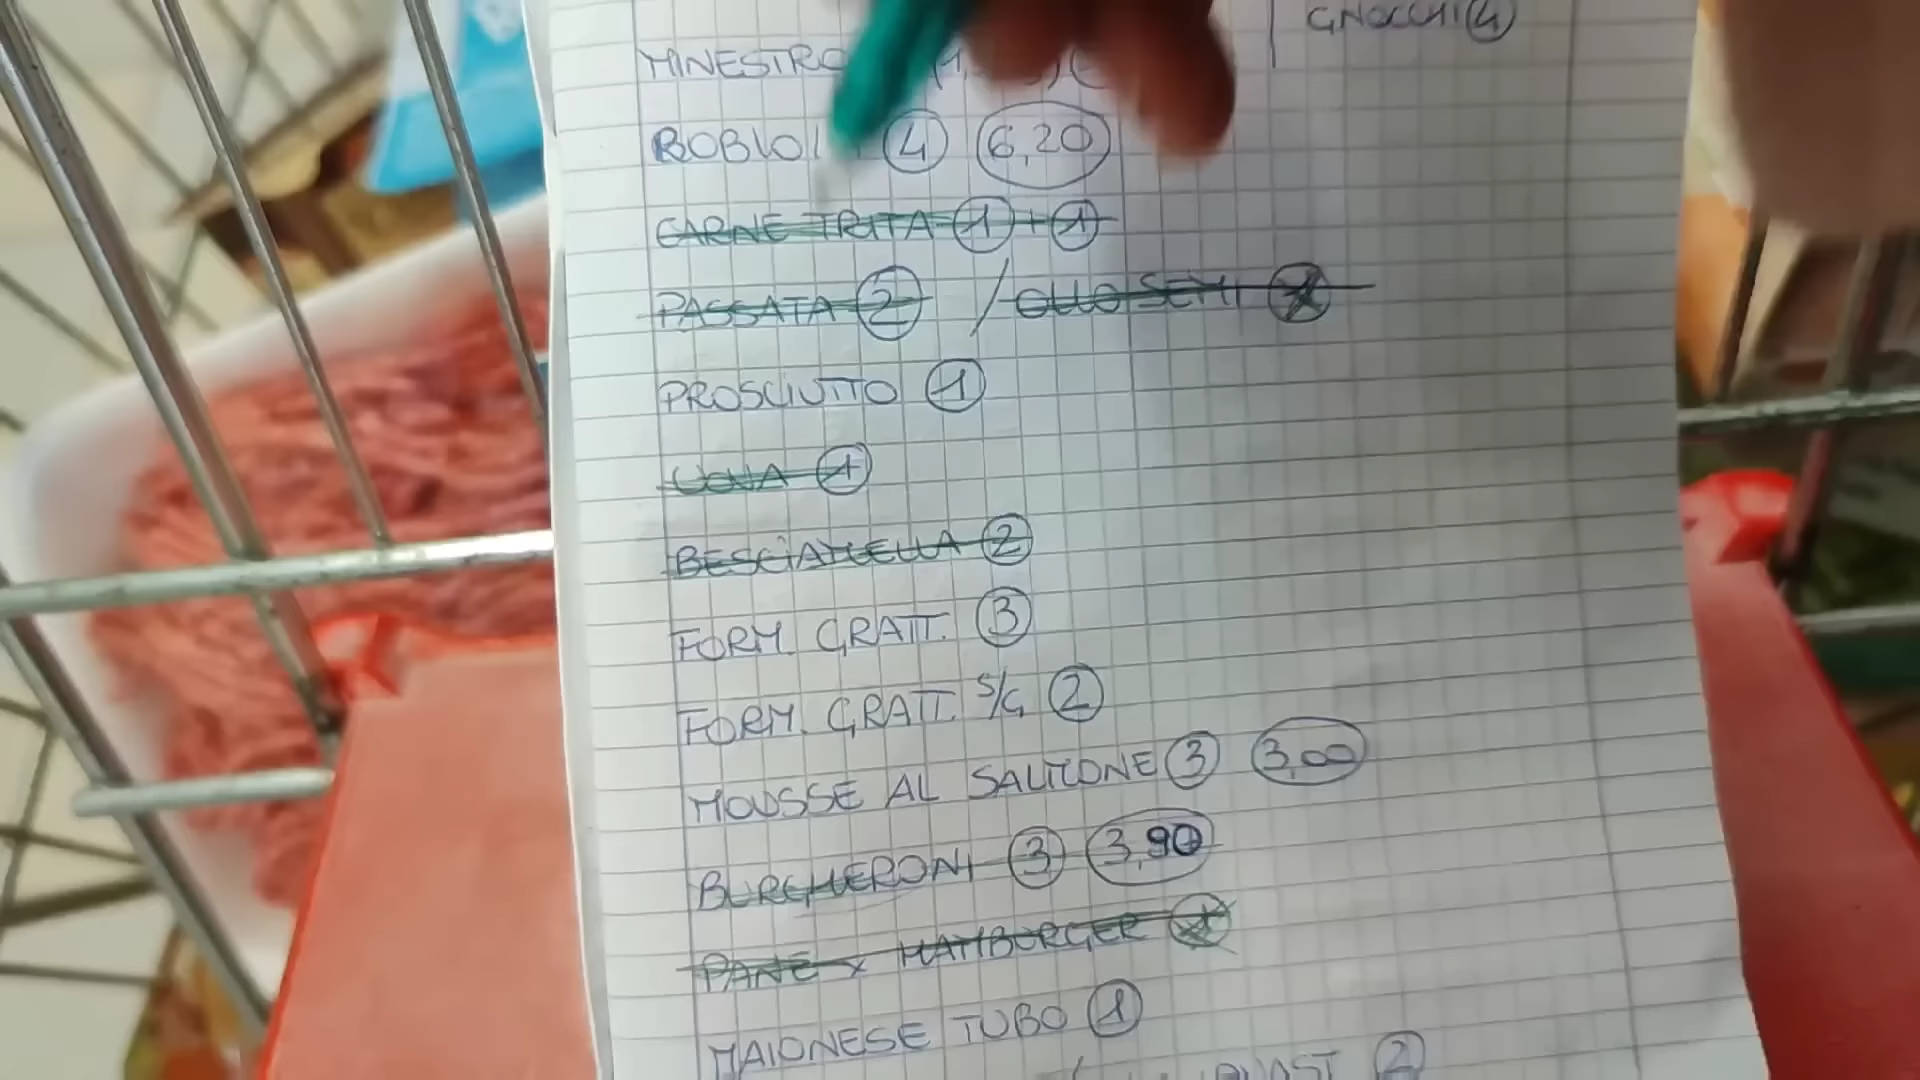 GNOCCHI 4
ROBIOL 4 6,20
CARNE TRITA 1 + 1
PASSATA 2 / OLIO SEMI
PROSCIUTTO 1
UOVA 1
BESCIAMELLA 2
FORM. GRATT. 3
FORM. GRATT. S/G 2
MOUSSE AL SALMONE 3 3,00
BURGHERONI 3 3,90
PANE x HAMBURGER
MAIONESE TUBO 1
2